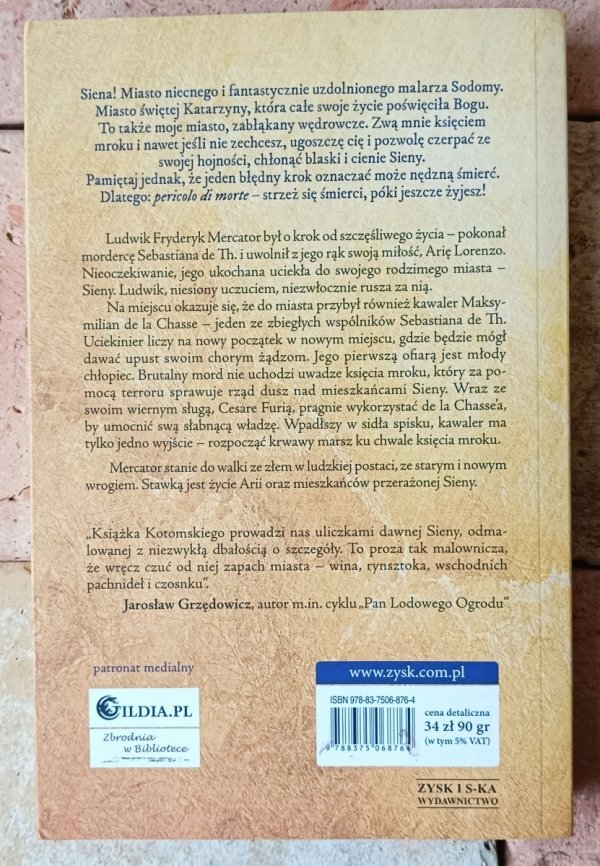 Siena! Miasto niecnego i fantastycznie uzdolnionego malarza Sodomy.
Miasto świętej Katarzyny, która całe swoje życie poświęciła Bogu.
To także moje miasto, zabłąkany wędrowcze. Zwą mnie księciem
mroku i nawet jeśli nie zechcesz, ugoszczę cię i pozwolę czerpać ze
swojej hojności, chłonąć blaski i cienie Sieny.
Pamiętaj jednak, że jeden błędny krok oznaczać może nędzną śmierć.
Dlatego: pericolo di morte – strzeż się śmierci, póki jeszcze żyjesz!
Ludwik Fryderyk Mercator był o krok od szczęśliwego życia – pokonał
mordercę Sebastiana de Th. i uwolnił z jego rąk swoją miłość, Arię Lorenzo.
Nieoczekiwanie, jego ukochana uciekła do swojego rodzimego miasta –
Sieny. Ludwik, niesiony uczuciem, niezwłocznie rusza za nią.
Na miejscu okazuje się, że do miasta przybył również kawaler Maksy-
milian de la Chasse – jeden ze zbiegłych wspólników Sebastiana de Th.
Uciekinier liczy na nowy początek w nowym miejscu, gdzie będzie mógł
dawać upust swoim chorym żądzom. Jego pierwszą ofiarą jest młody
chłopiec. Brutalny mord nie uchodzi uwadze księcia mroku, który za po-
mocą terroru sprawuje rząd dusz nad mieszkańcami Sieny. Wraz ze
swoim wiernym sługą, Cesare Furią, pragnie wykorzystać de la Chasse'a,
by umocnić swą słabnącą władzę. Wpadłszy w sidła spisku, kawaler ma
tylko jedno wyjście – rozpocząć krwawy marsz ku chwale księcia mroku.
Mercator stanie do walki ze złem w ludzkiej postaci, ze starym i nowym
wrogiem. Stawką jest życie Arii oraz mieszkańców przerażonej Sieny.
„Książka Kotomskiego prowadzi nas uliczkami dawnej Sieny, odma-
lowanej z niezwykłą dbałością o szczegóły. To proza tak malownicza,
że wręcz czuć od niej zapach miasta – wina, rynsztoka, wschodnich
pachnideł i czosnku".
Jarosław Grzędowicz, autor m.in. cyklu „Pan Lodowego Ogrodu"
patronat medialny
GILDIA.PL
Zbrodnia
w Bibliotece
www.zysk.com.pl
ISBN 978-83-7506-876-4
cena detaliczna
34 zł 90 gr
(w tym 5% VAT)
9 788375 06876
ZYSK I S-KA
WYDAWNICTWO